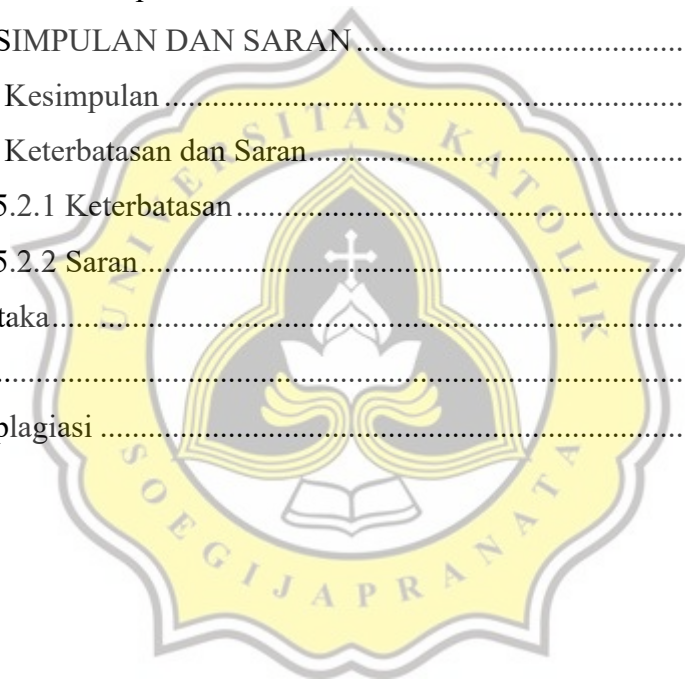 SIMPULAN DAN SARAN ........................................
Kesimpulan ................................................................
Keterbatasan dan Saran...............................................
5.2.1 Keterbatasan........................................................
5.2.2 Saran....................................................................
taka...............................................................................
.....................................................................................
plagiasi .........................................................................
UNIVERSITAS KATOLIK
SOEGIJAPRANATA